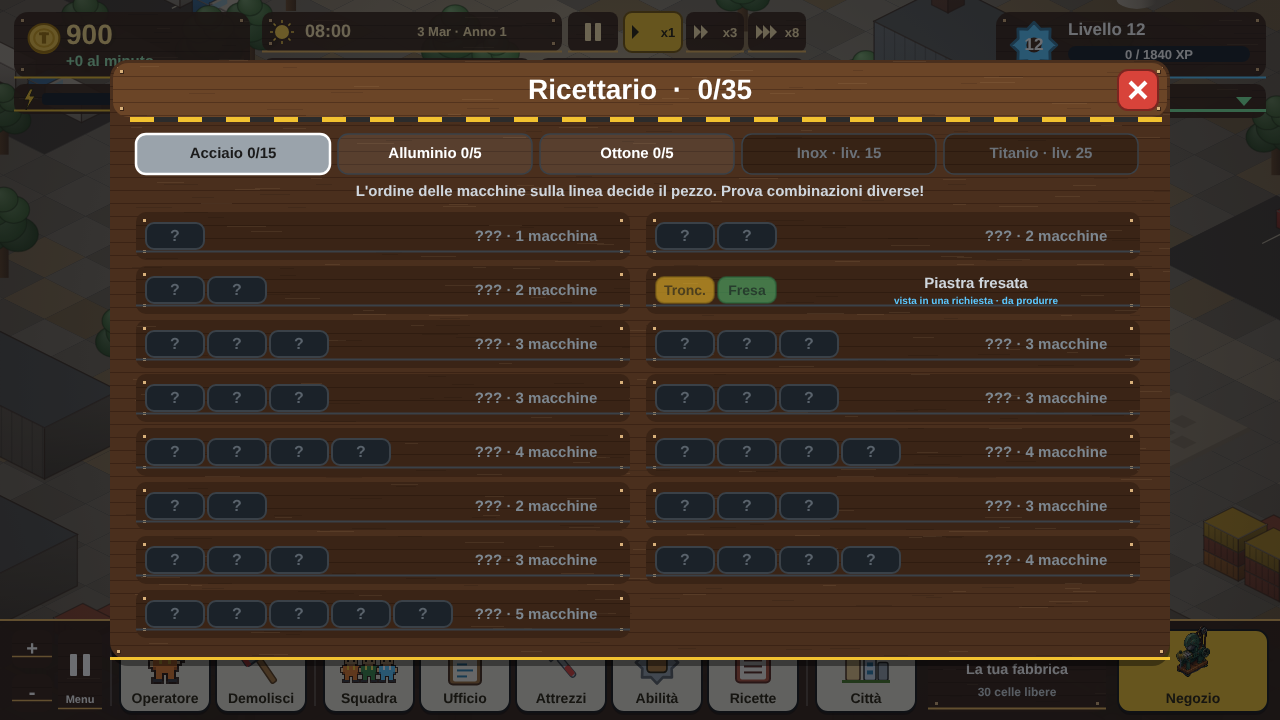 900
+0 al minuto
08:00
3 Mar · Anno 1
x1
x3
x8
12
Livello 12
0 / 1840 XP
Ricettario · 0/35
Acciaio 0/15
Alluminio 0/5
Ottone 0/5
Inox · liv. 15
Titanio · liv. 25
L'ordine delle macchine sulla linea decide il pezzo. Prova combinazioni diverse!
? ??? · 1 macchina
? ? ??? · 2 macchine
? ? ??? · 2 macchine
Tronc. Fresa Piastra fresata
vista in una richiesta · da produrre
? ? ? ??? · 3 macchine
? ? ? ??? · 3 macchine
? ? ? ??? · 3 macchine
? ? ? ??? · 3 macchine
? ? ? ? ??? · 4 macchine
? ? ? ? ??? · 4 macchine
? ? ??? · 2 macchine
? ? ? ??? · 3 macchine
? ? ? ??? · 3 macchine
? ? ? ? ??? · 4 macchine
? ? ? ? ? ??? · 5 macchine
+
-
Menu
Operatore
Demolisci
Squadra
Ufficio
Attrezzi
Abilità
Ricette
Città
La tua fabbrica
30 celle libere
Negozio